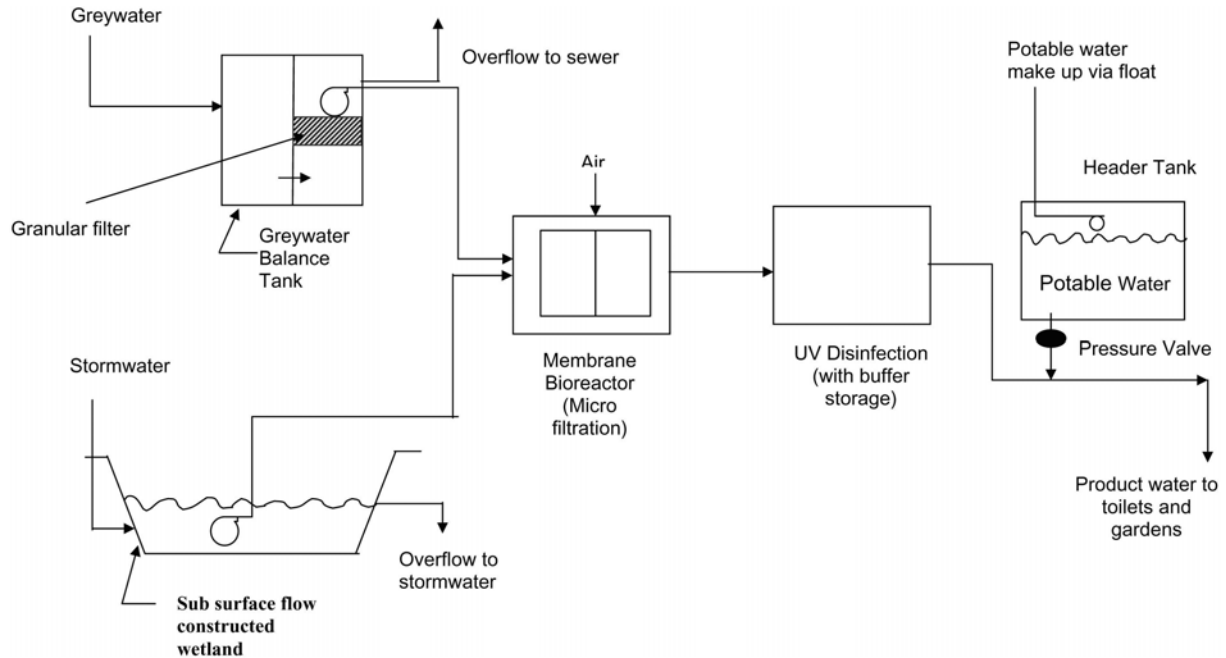 Greywater
Overflow to sewer
Granular filter
Greywater
Balance
Tank
Air
Potable water
make up via float
Header Tank
Potable Water
Pressure Valve
Membrane
Bioreactor
(Micro
filtration)
UV Disinfection
(with buffer
storage)
Stormwater
Overflow to
stormwater
Sub surface flow
constructed
wetland
Product water to
toilets and
gardens